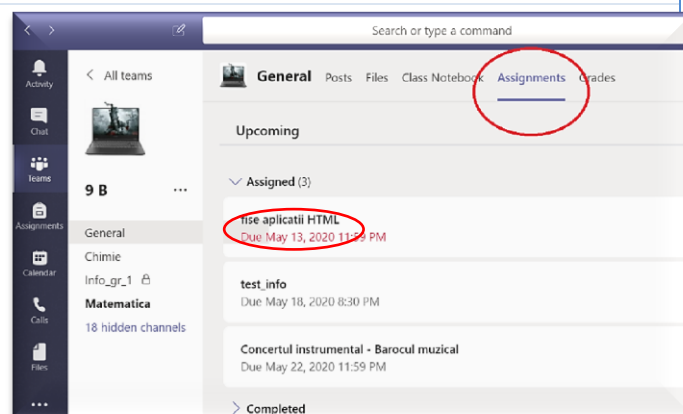 Search or type a command
Activity
Chat
Teams
Assignments
Calendar
Calls
Files
All teams
9 B
General
Chimie
Info_gr_1
Matematica
18 hidden channels
General Posts Files Class Notebook Assignments Grades
Upcoming
Assigned (3)
fise aplicatii HTML
Due May 13, 2020 11:59 PM
test_info
Due May 18, 2020 8:30 PM
Concertul instrumental - Barocul muzical
Due May 22, 2020 11:59 PM
Completed